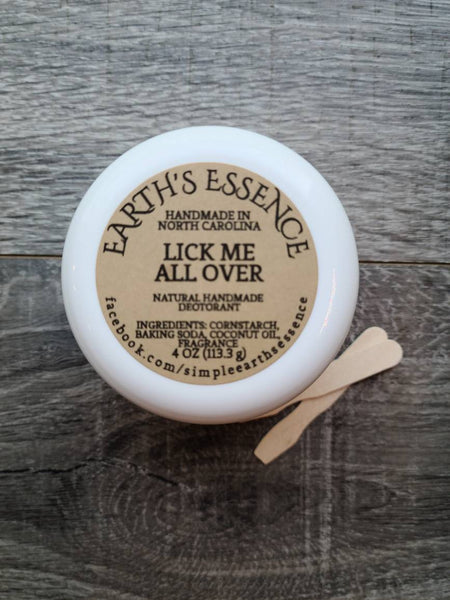 EARTH'S ESSENCE
HANDMADE IN
NORTH CAROLINA
LICK ME
ALL OVER
NATURAL HANDMADE
DEOTORANT
INGREDIENTS: CORNSTARCH,
BAKING SODA, COCONUT OIL,
FRAGRANCE
4 OZ (113.3 g)
facebook.com/simpleearthsessence